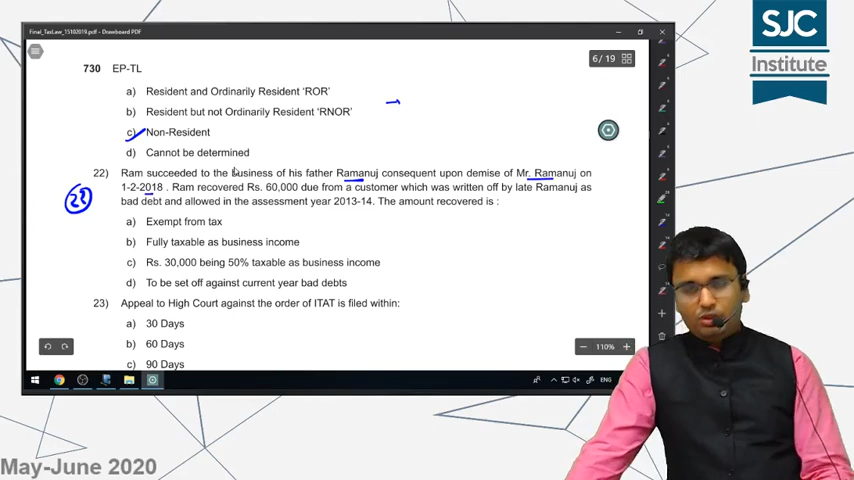 Final_TaxLaw_15102019.pdf - Drawboard PDF
SJC
Institute
6 / 19
730 EP-TL
a) Resident and Ordinarily Resident ‘ROR’
b) Resident but not Ordinarily Resident ‘RNOR’
c) Non-Resident
d) Cannot be determined
22) Ram succeeded to the business of his father Ramanuj consequent upon demise of Mr. Ramanuj on
1-2-2018 . Ram recovered Rs. 60,000 due from a customer which was written off by late Ramanuj as
bad debt and allowed in the assessment year 2013-14. The amount recovered is :
a) Exempt from tax
b) Fully taxable as business income
c) Rs. 30,000 being 50% taxable as business income
d) To be set off against current year bad debts
23) Appeal to High Court against the order of ITAT is filed within:
a) 30 Days
b) 60 Days
c) 90 Days
110%
ENG
May-June 2020